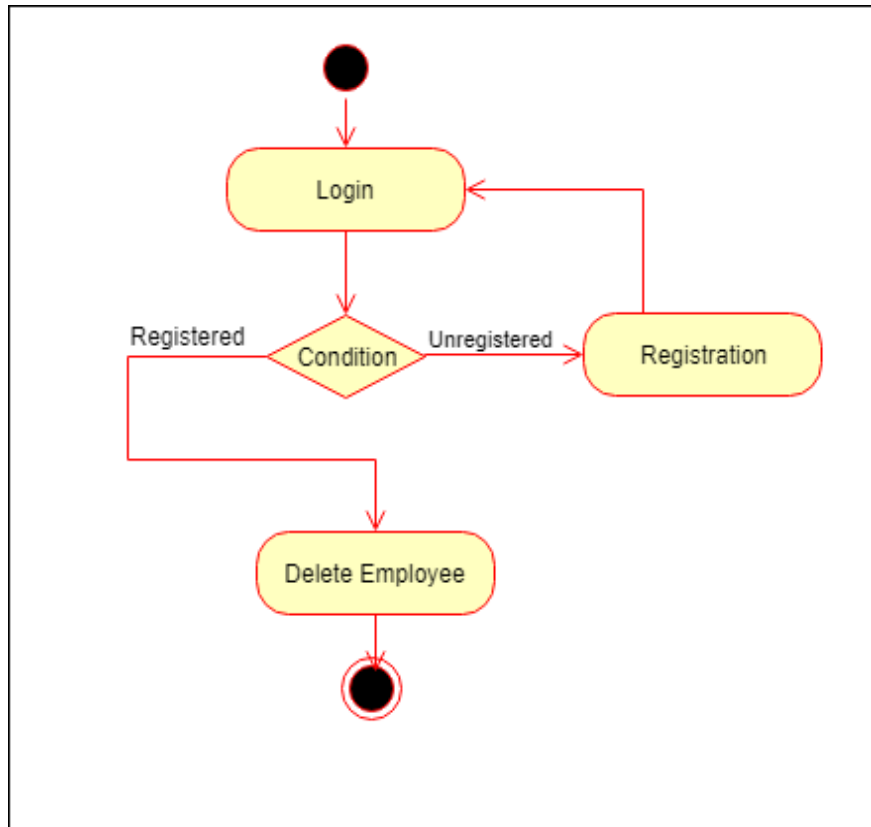 Login
Registered
Condition
Unregistered
Registration
Delete Employee